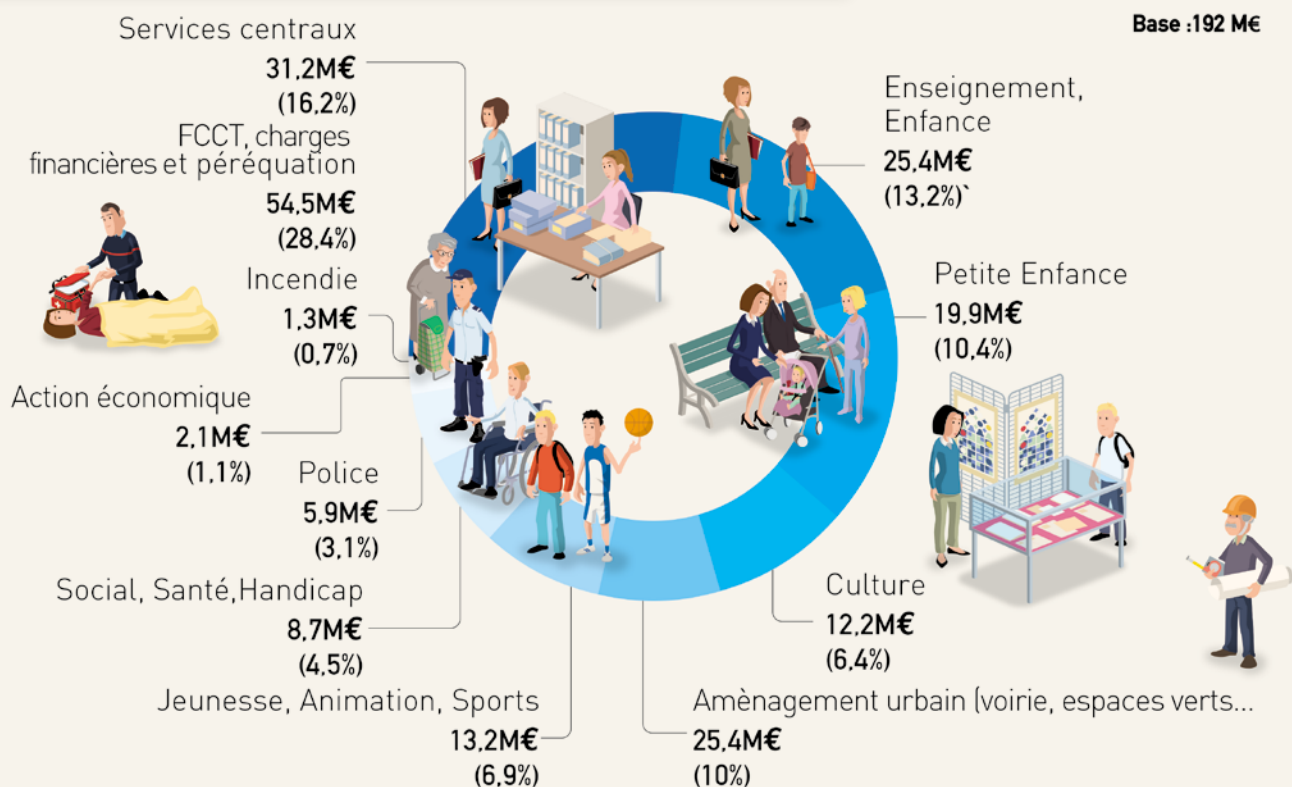 Base :192 M€
Services centraux
31,2M€
(16,2%)
FCCT, charges
financières et péréquation
54,5M€
(28,4%)
Incendie
1,3M€
(0,7%)
Action économique
2,1M€
(1,1%)
Police
5,9M€
(3,1%)
Social, Santé,Handicap
8,7M€
(4,5%)
Jeunesse, Animation, Sports
13,2M€
(6,9%)
Enseignement,
Enfance
25,4M€
(13,2%)`
Petite Enfance
19,9M€
(10,4%)
Culture
12,2M€
(6,4%)
Amènagement urbain (voirie, espaces verts...
25,4M€
(10%)